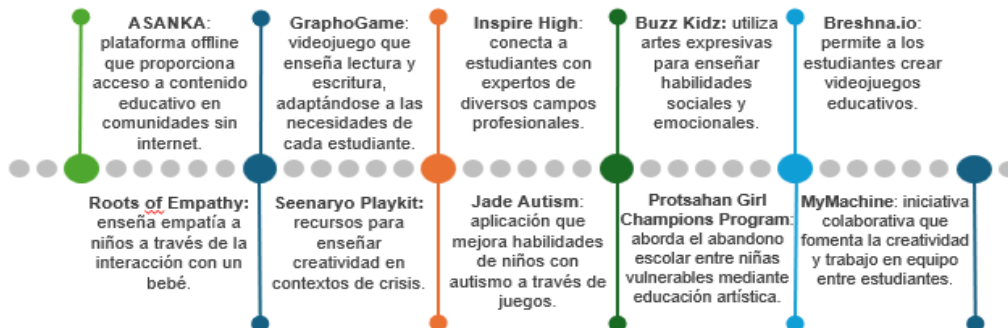 ASANKA:
plataforma offline
que proporciona
acceso a contenido
educativo en
comunidades sin
internet.
GraphoGame:
videojuego que
enseña lectura y
escritura,
adaptándose a las
necesidades de
cada estudiante.
Inspire High:
conecta a
estudiantes con
expertos de
diversos campos
profesionales.
Buzz Kidz: utiliza
artes expresivas
para enseñar
habilidades
sociales y
emocionales.
Breshna.io:
permite a los
estudiantes crear
videojuegos
educativos.
Roots of Empathy:
enseña empatía a
niños a través de la
interacción con un
bebé.
Seenaryo Playkit:
recursos para
enseñar
creatividad en
contextos de crisis.
Jade Autism:
aplicación que
mejora habilidades
de niños con
autismo a través de
juegos.
Protsahan Girl
Champions Program:
aborda el abandono
escolar entre niñas
vulnerables mediante
educación artística.
MyMachine: iniciativa
colaborativa que
fomenta la creatividad
y trabajo en equipo
entre estudiantes.